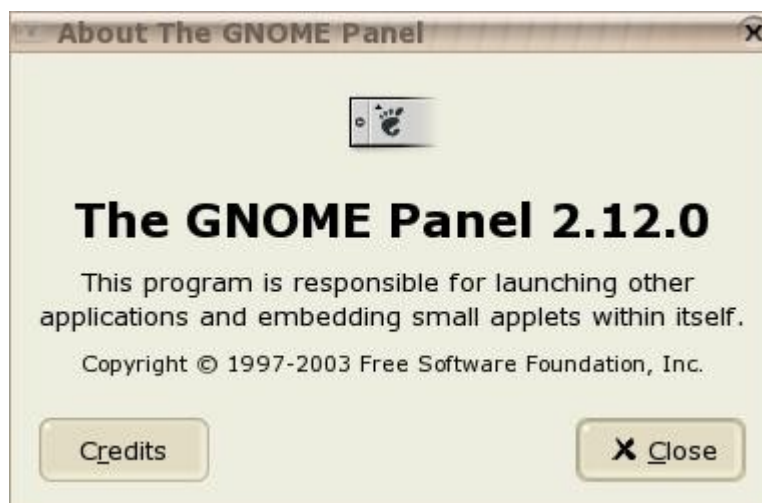 About The GNOME Panel
The GNOME Panel 2.12.0
This program is responsible for launching other
applications and embedding small applets within itself.
Copyright © 1997-2003 Free Software Foundation, Inc.
Credits
Close